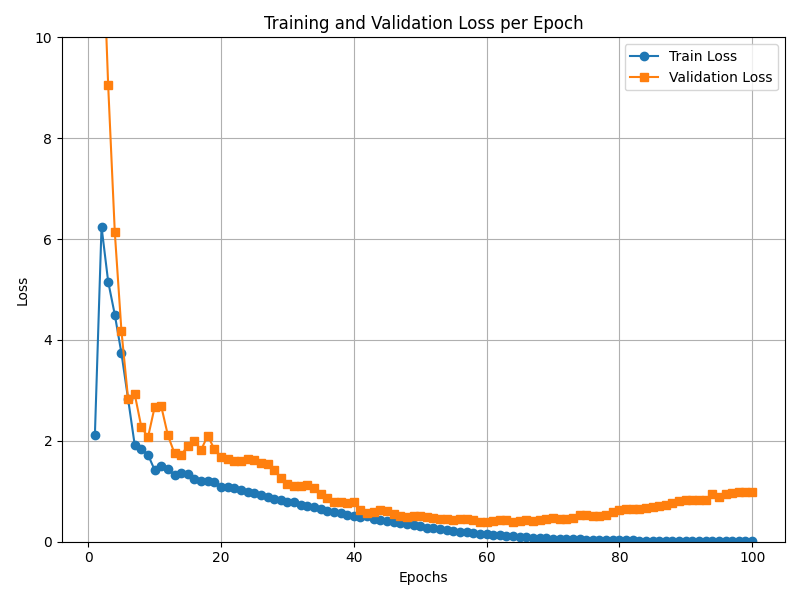 Training and Validation Loss per Epoch
Train Loss
Validation Loss
10
8
6
4
2
0
Loss
0 20 40 60 80 100
Epochs